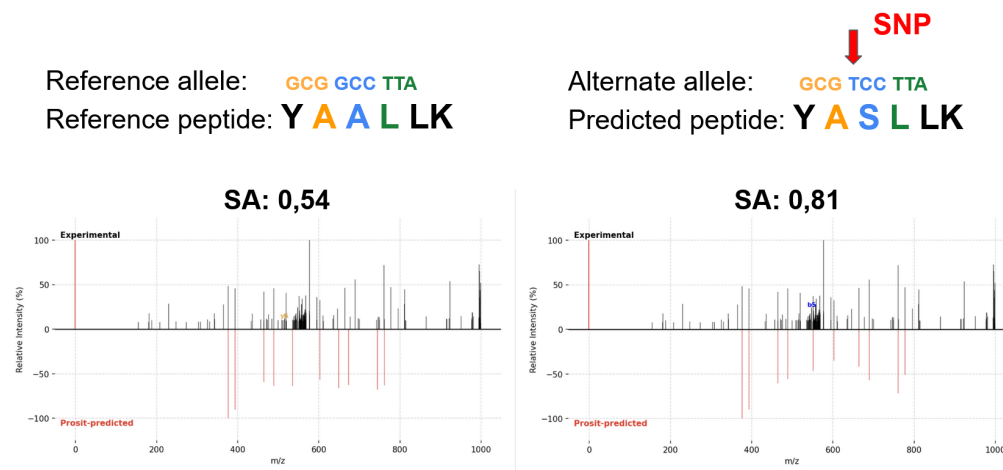 SNP
Reference allele: GCG GCC TTA
Reference peptide: Y A A L LK
Alternate allele: GCG TCC TTA
Predicted peptide: Y A S L LK
SA: 0,54
Experimental
100
50
0
−50
−100
Relative Intensity (%)
Prosit-predicted
0 200 400 600 800 1000
m/z
SA: 0,81
Experimental
b5
100
50
0
−50
−100
Relative Intensity (%)
Prosit-predicted
0 200 400 600 800 1000
m/z